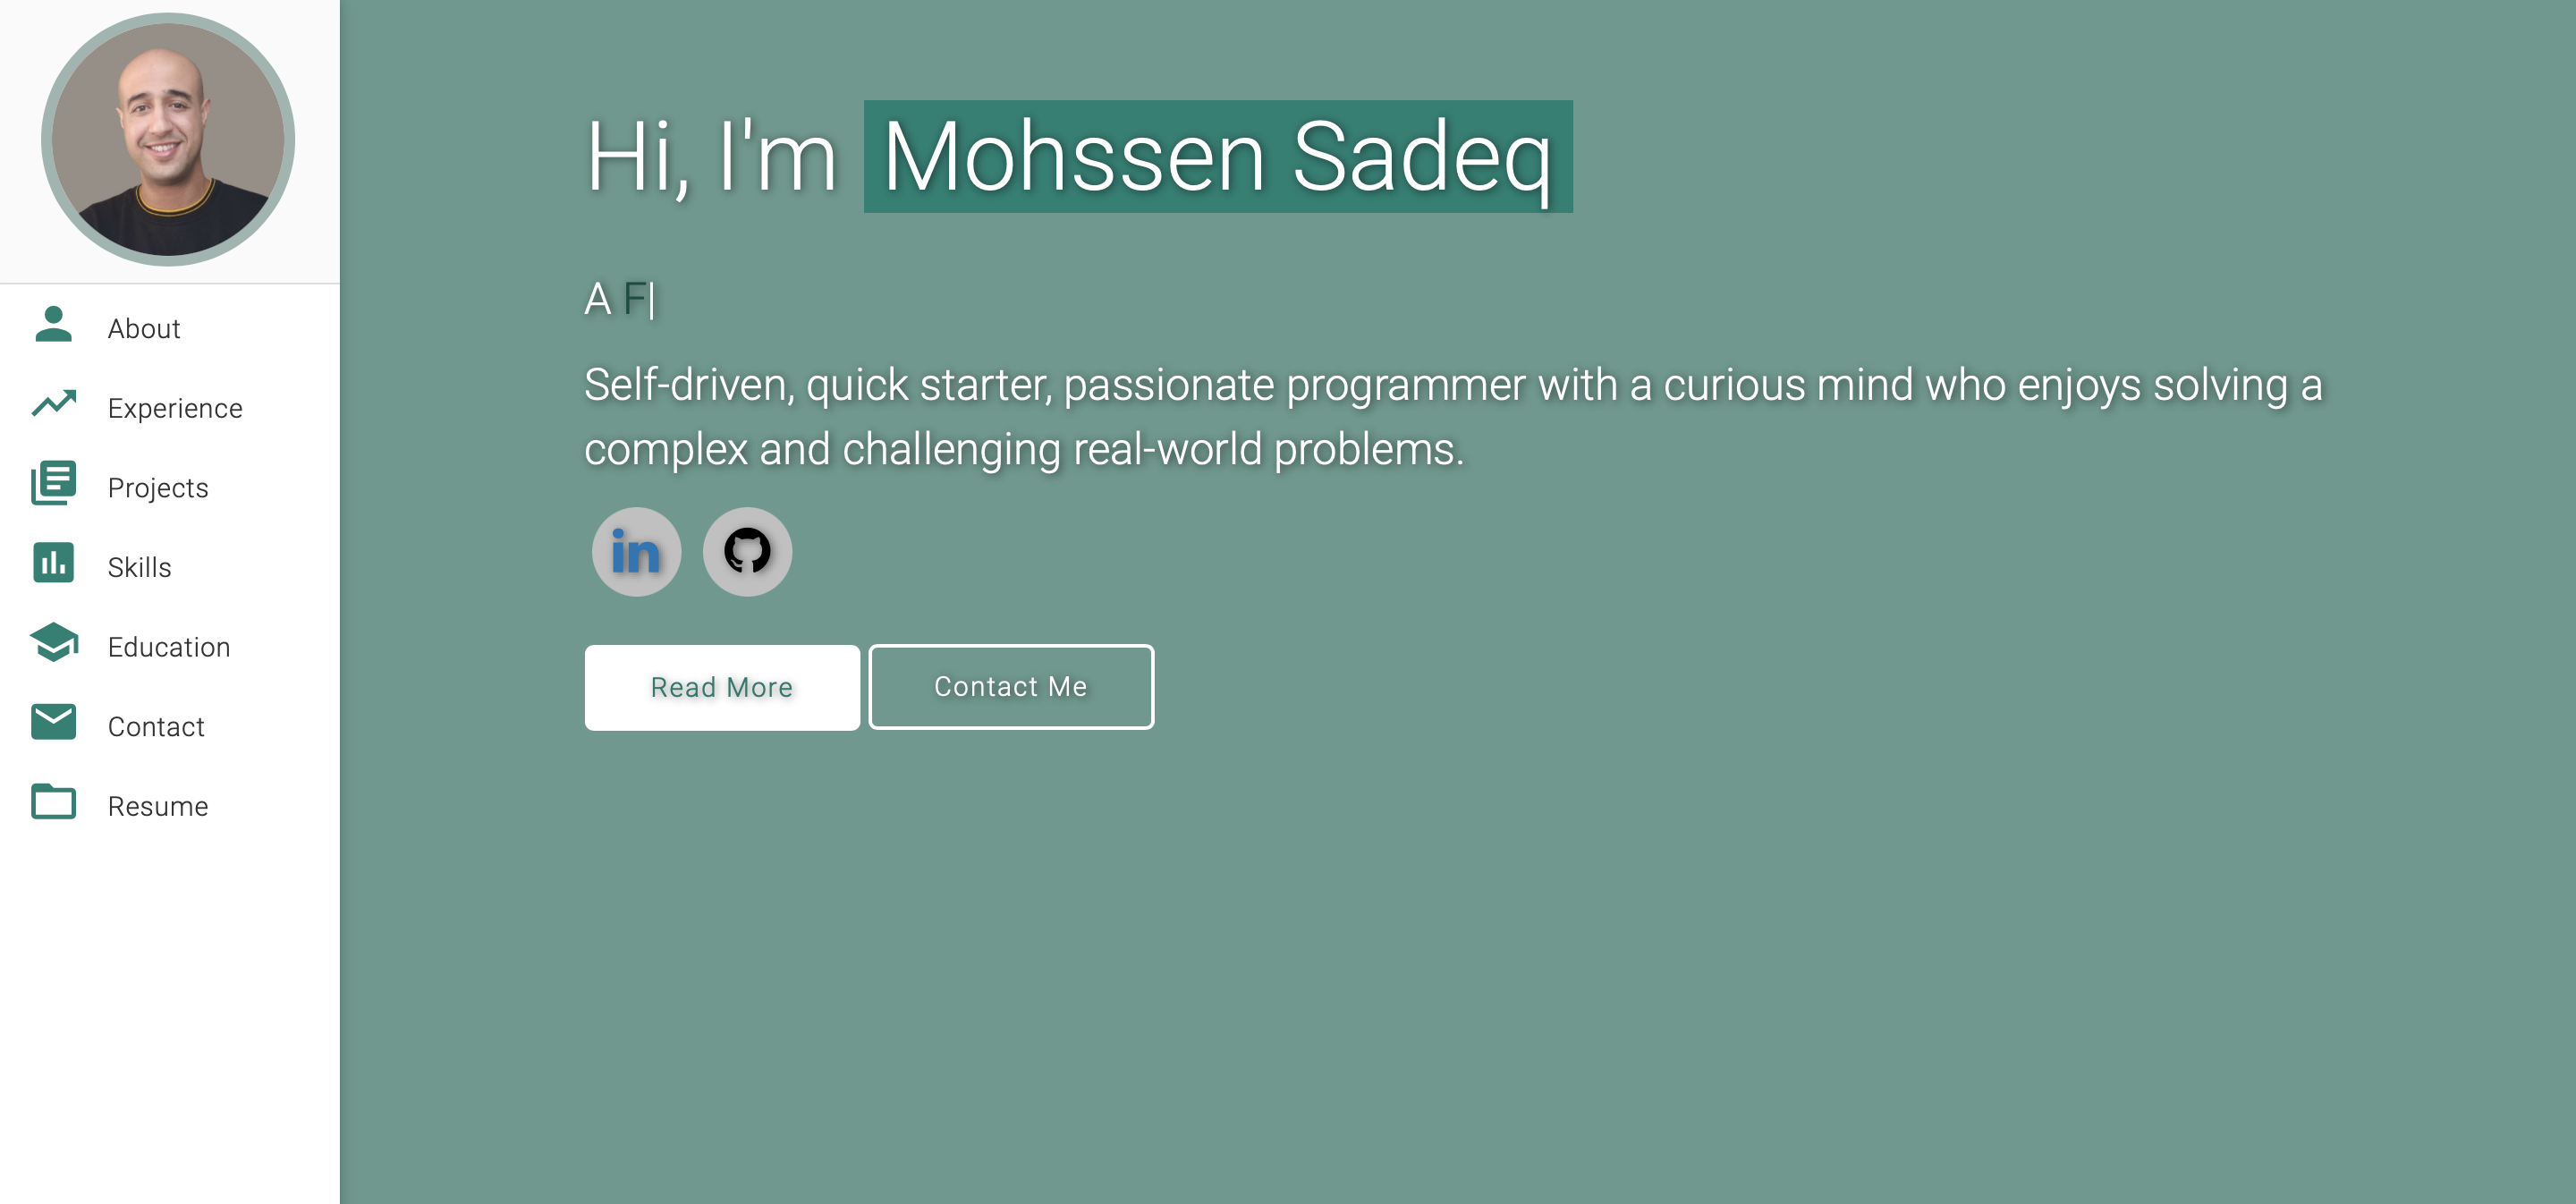 Hi, I'm Mohssen Sadeq
A F|
Self-driven, quick starter, passionate programmer with a curious mind who enjoys solving a
complex and challenging real-world problems.
in
Read More
Contact Me
About
Experience
Projects
Skills
Education
Contact
Resume